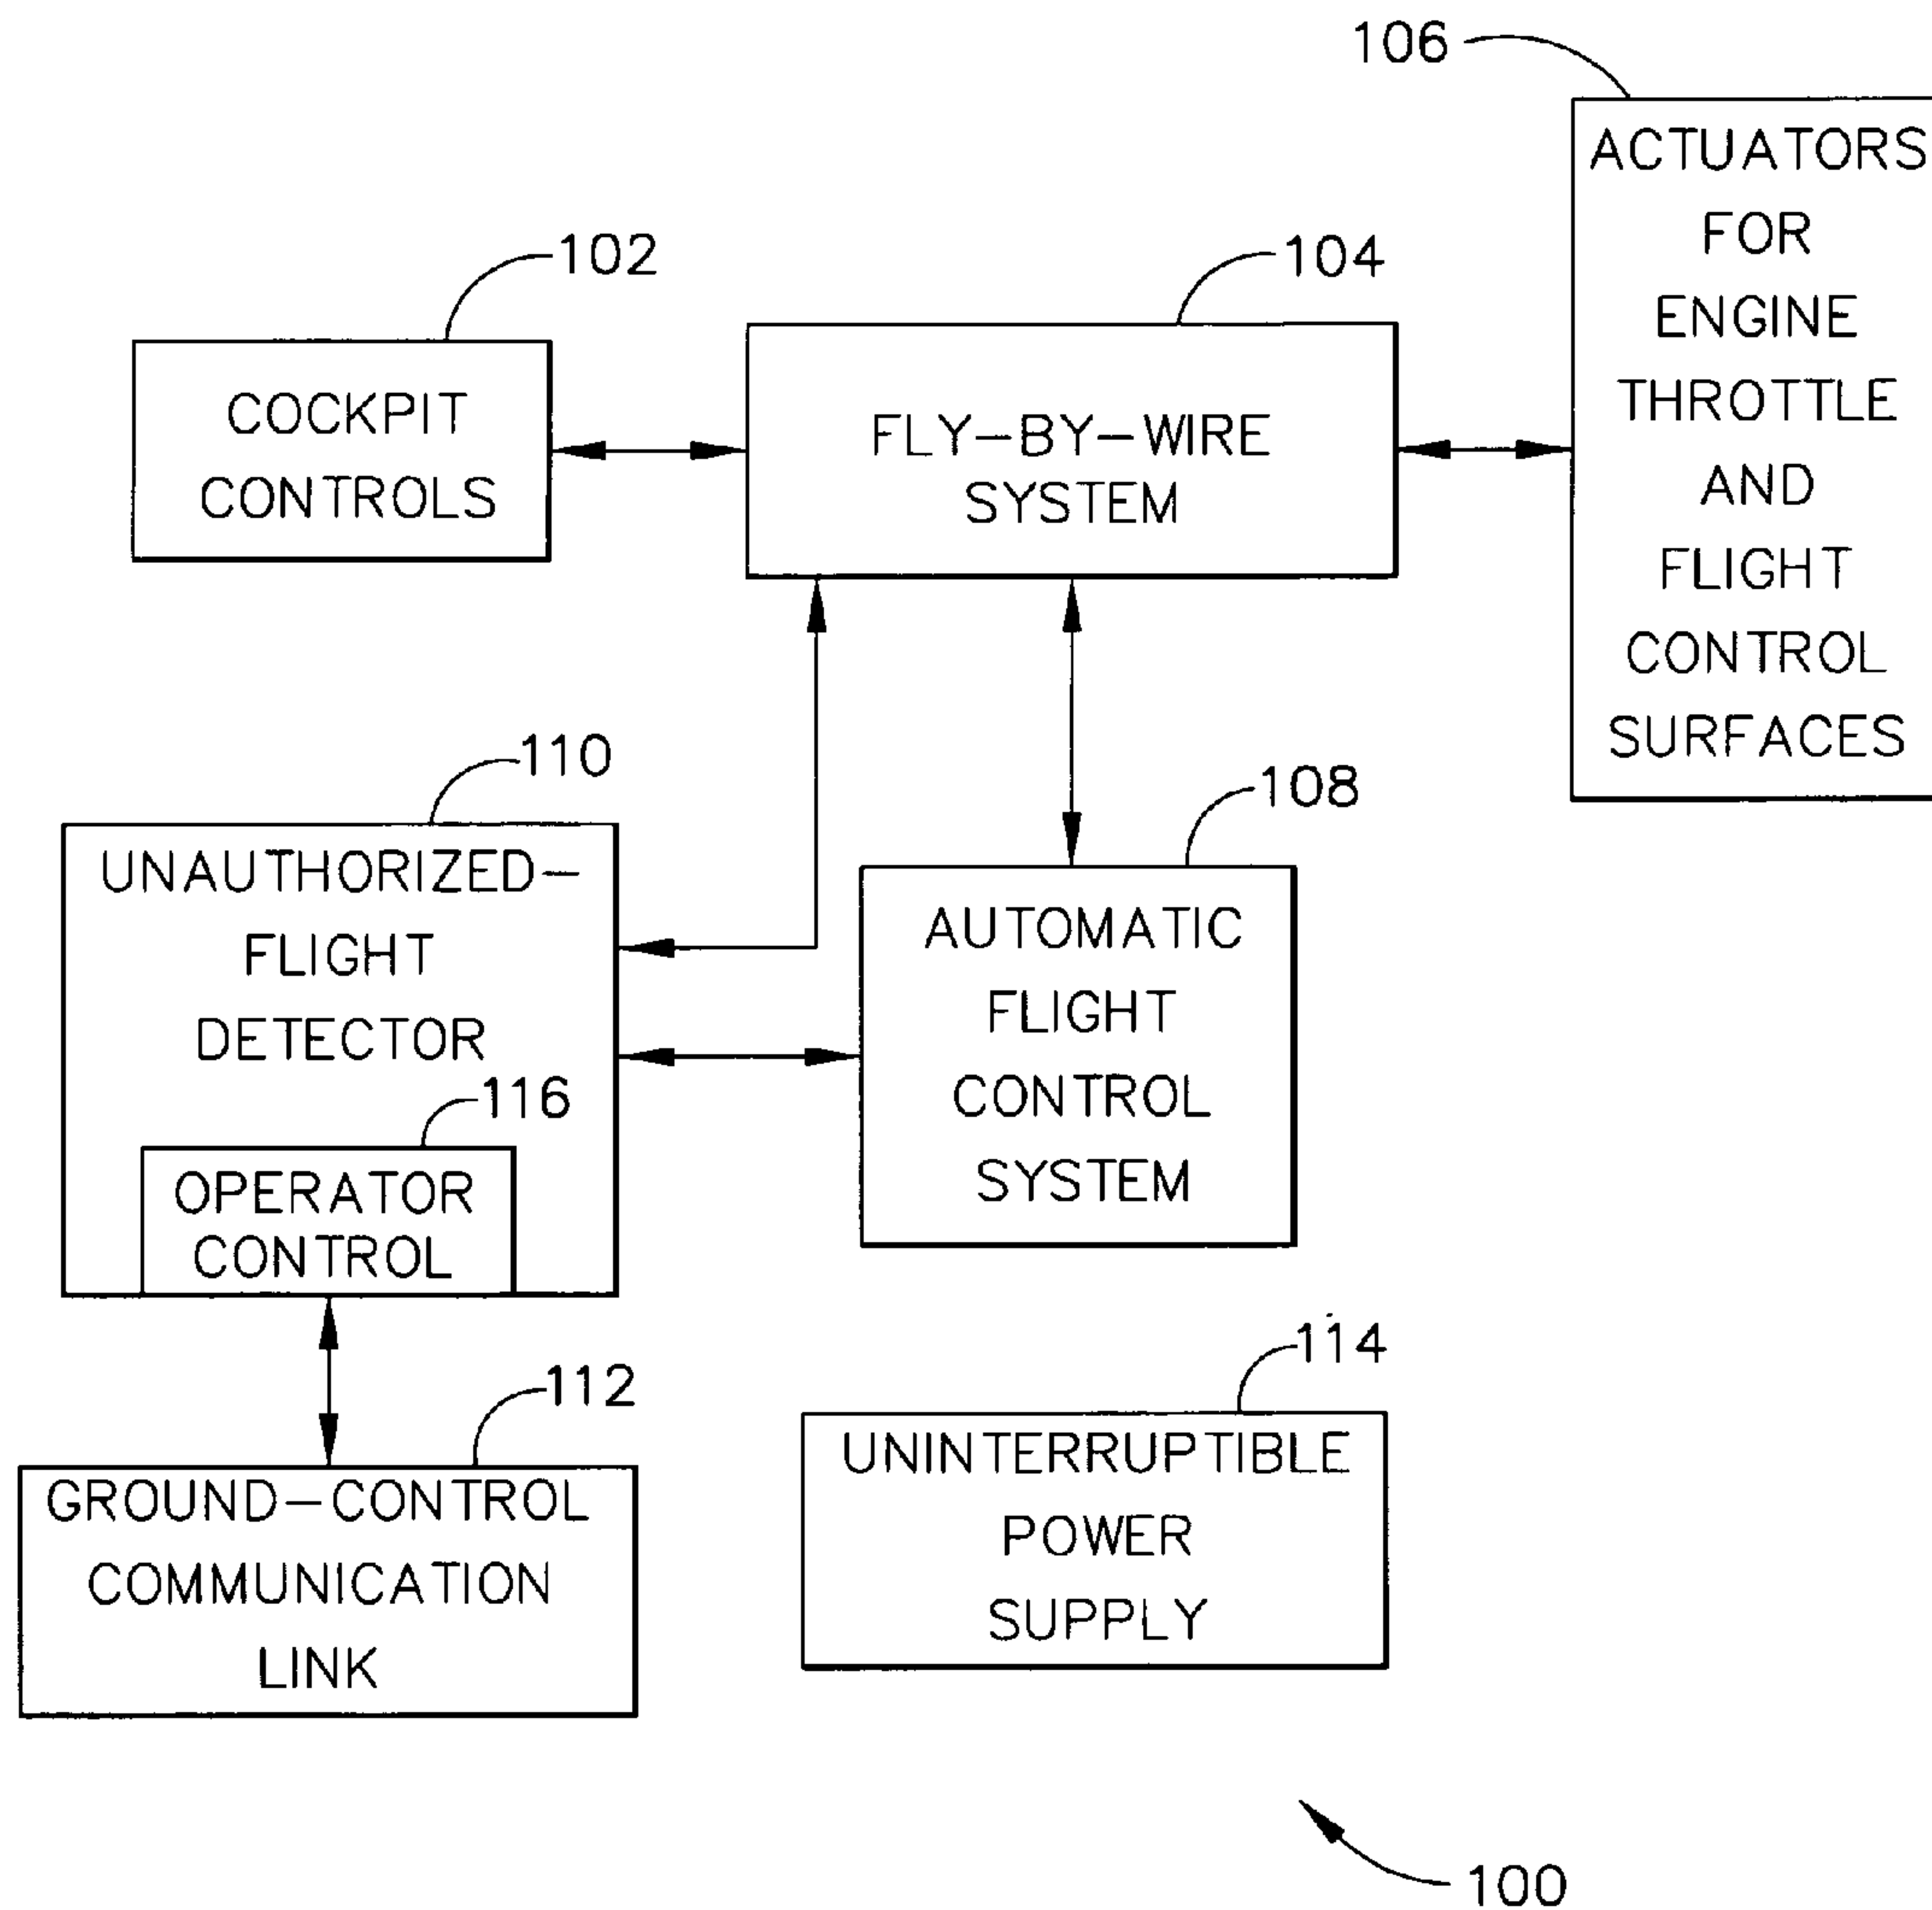 106
ACTUATORS
FOR
ENGINE
THROTTLE
AND
FLIGHT
CONTROL
SURFACES
102
COCKPIT
CONTROLS
104
FLY-BY-WIRE
SYSTEM
110
UNAUTHORIZED-
FLIGHT
DETECTOR
116
OPERATOR
CONTROL
108
AUTOMATIC
FLIGHT
CONTROL
SYSTEM
112
GROUND-CONTROL
COMMUNICATION
LINK
114
UNINTERRUPTIBLE
POWER
SUPPLY
100